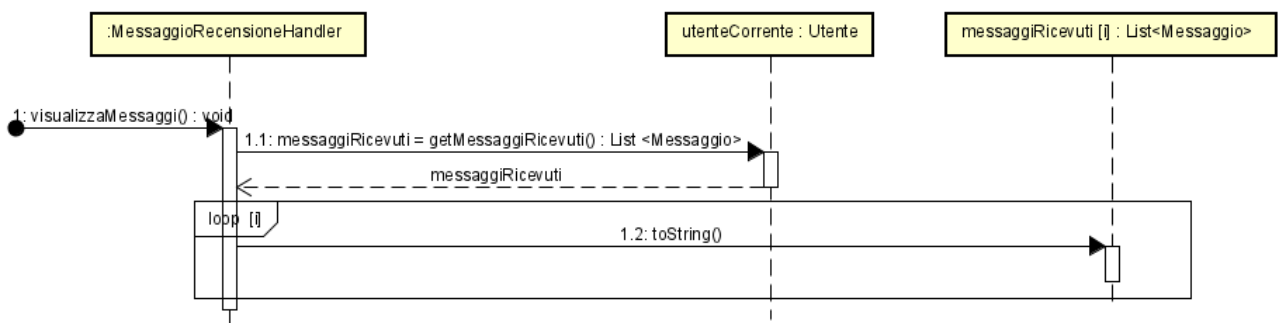 :MessaggioRecensioneHandler
utenteCorrente : Utente
messaggiRicevuti [i] : List<Messaggio>
1: visualizzaMessaggi() : void
1.1: messaggiRicevuti = getMessaggiRicevuti() : List <Messaggio>
messaggiRicevuti
loop [i]
1.2: toString()